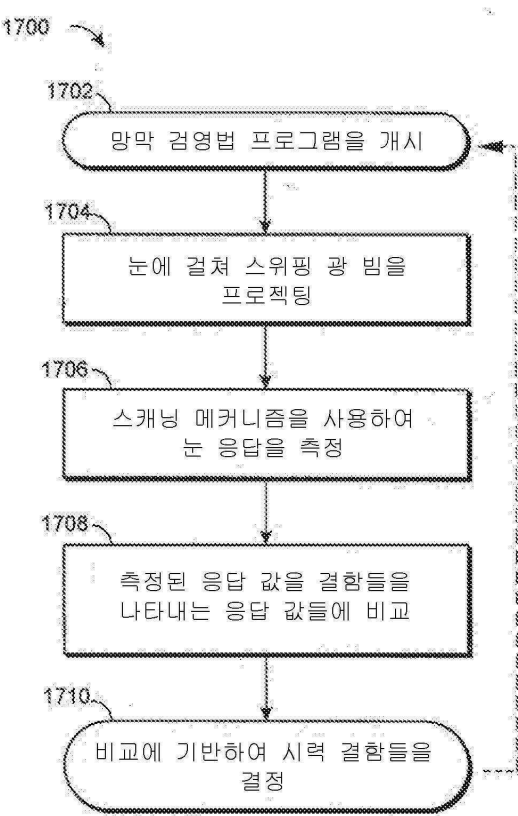 1700
1702
망막 검영법 프로그램을 개시
1704
눈에 걸쳐 스위핑 광 빔을
프로젝팅
1706
스캐닝 메커니즘을 사용하여
눈 응답을 측정
1708
측정된 응답 값을 결함들을
나타내는 응답 값들에 비교
1710
비교에 기반하여 시력 결함들을
결정